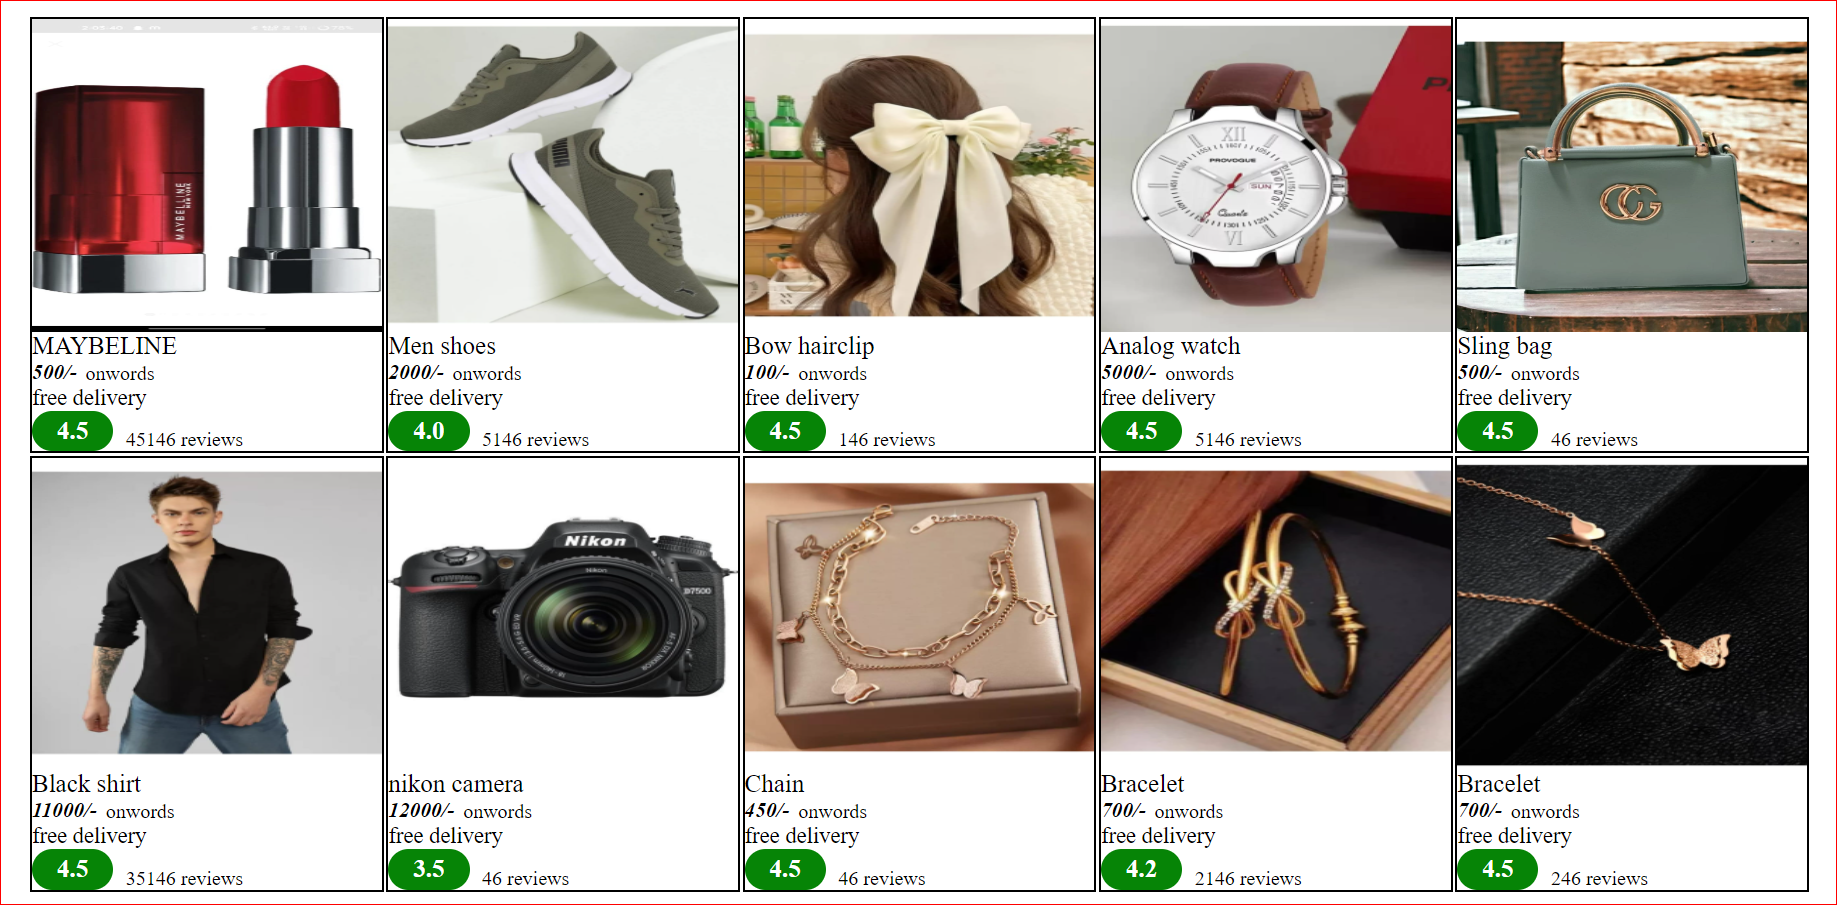 MAYBELLINE
NEW YORK
PUMA
XII
PROVOGUE
SUN
Quartz
VI
CG
MAYBELINE
500/- onwords
free delivery
4.5 45146 reviews
Men shoes
2000/- onwords
free delivery
4.0 5146 reviews
Bow hairclip
100/- onwords
free delivery
4.5 146 reviews
Analog watch
5000/- onwords
free delivery
4.5 5146 reviews
Sling bag
500/- onwords
free delivery
4.5 46 reviews
Nikon
Nikon
D7500
Black shirt
11000/- onwords
free delivery
4.5 35146 reviews
nikon camera
12000/- onwords
free delivery
3.5 46 reviews
Chain
450/- onwords
free delivery
4.5 46 reviews
Bracelet
700/- onwords
free delivery
4.2 2146 reviews
Bracelet
700/- onwords
free delivery
4.5 246 reviews